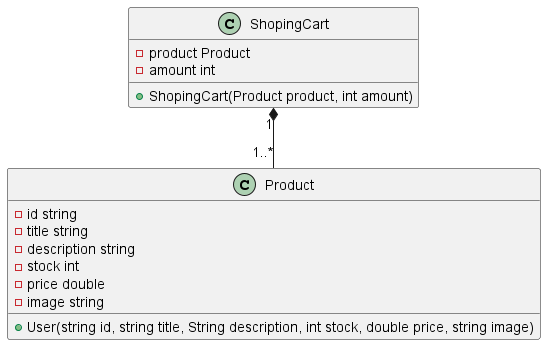 C ShopingCart
product Product
amount int
ShopingCart(Product product, int amount)
1
1..*
C Product
id string
title string
description string
stock int
price double
image string
User(string id, string title, String description, int stock, double price, string image)